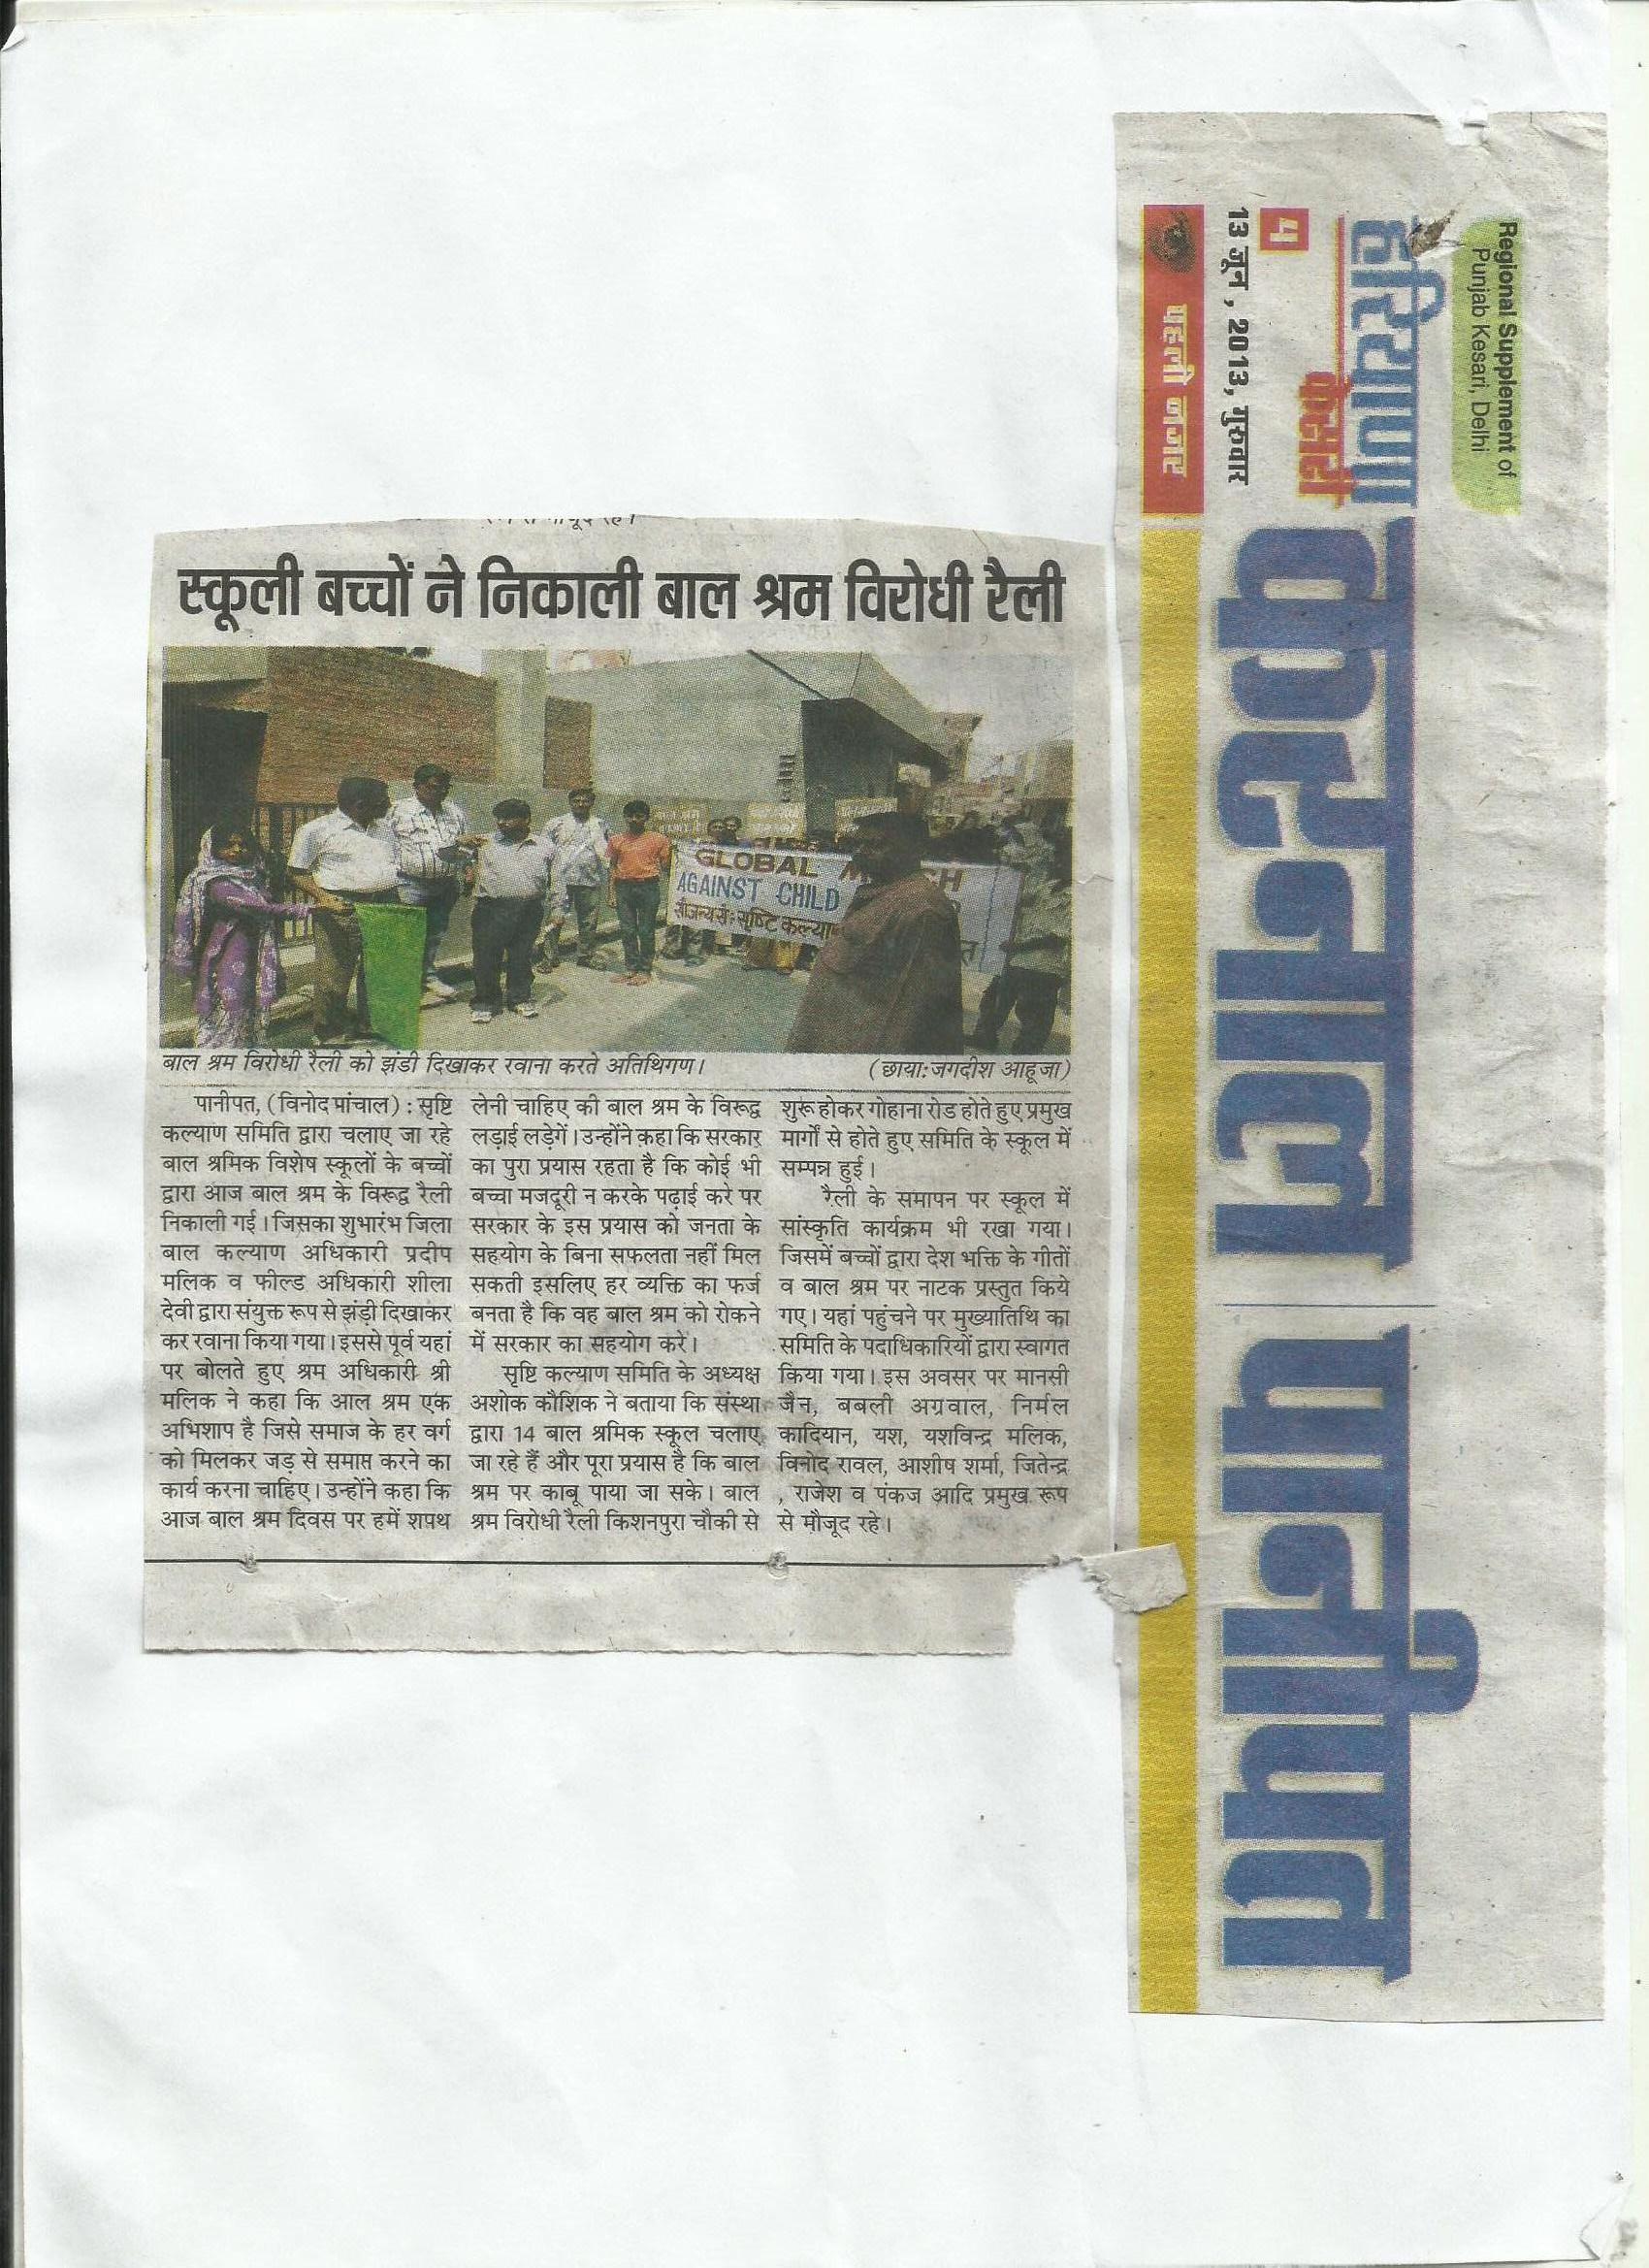 स्कूली बच्चों ने निकाली बाल श्रम विरोधी रैली
GLOBAL
AGAINST CHILD
सौजन्य से: सृष्टि कल्याण
बाल श्रम विरोधी रैली को झंडी दिखाकर रवाना करते अतिथिगण।
(छाया: जगदीश आहूजा)
पानीपत, (विनोद पांचाल) : सृष्टि
कल्याण समिति द्वारा चलाए जा रहे
बाल श्रमिक विशेष स्कूलों के बच्चों
द्वारा आज बाल श्रम के विरूद्ध रैली
निकाली गई। जिसका शुभारंभ जिला
बाल कल्याण अधिकारी प्रदीप
मलिक व फील्ड अधिकारी शीला
देवी द्वारा संयुक्त रूप से झंड़ी दिखाकर
कर रवाना किया गया। इससे पूर्व यहां
पर बोलते हुए श्रम अधिकारी श्री
मलिक ने कहा कि आल श्रम एक
अभिशाप है जिसे समाज के हर वर्ग
को मिलकर जड़ से समाप्त करने का
कार्य करना चाहिए। उन्होंने कहा कि
आज बाल श्रम दिवस पर हमें शपथ
लेनी चाहिए की बाल श्रम के विरूद्ध
लड़ाई लड़ेगें। उन्होंने कहा कि सरकार
का पुरा प्रयास रहता है कि कोई भी
बच्चा मजदूरी न करके पढ़ाई करे पर
सरकार के इस प्रयास को जनता के
सहयोग के बिना सफलता नहीं मिल
सकती इसलिए हर व्यक्ति का फर्ज
बनता है कि वह बाल श्रम को रोकने
में सरकार का सहयोग करे।
सृष्टि कल्याण समिति के अध्यक्ष
अशोक कौशिक ने बताया कि संस्था
द्वारा 14 बाल श्रमिक स्कूल चलाए
जा रहे हैं और पूरा प्रयास है कि बाल
श्रम पर काबू पाया जा सके। बाल
श्रम विरोधी रैली किशनपुरा चौकी से
शुरू होकर गोहाना रोड होते हुए प्रमुख
मार्गों से होते हुए समिति के स्कूल में
सम्पन्न हुई।
रैली के समापन पर स्कूल में
सांस्कृति कार्यक्रम भी रखा गया।
जिसमें बच्चों द्वारा देश भक्ति के गीतों
व बाल श्रम पर नाटक प्रस्तुत किये
गए। यहां पहुंचने पर मुख्यातिथि का
समिति के पदाधिकारियों द्वारा स्वागत
किया गया। इस अवसर पर मानसी
जैन, बबली अग्रवाल, निर्मल
कादियान, यश, यशविन्द्र मलिक,
विनोद रावल, आशीष शर्मा, जितेन्द्र
, राजेश व पंकज आदि प्रमुख रूप
से मौजूद रहे।
Regional Supplement of
Punjab Kesari, Delhi
हरियाणा
केसरी
13 जून , 2013, गुरुवार
पहली नजर
करनाल पानीपत